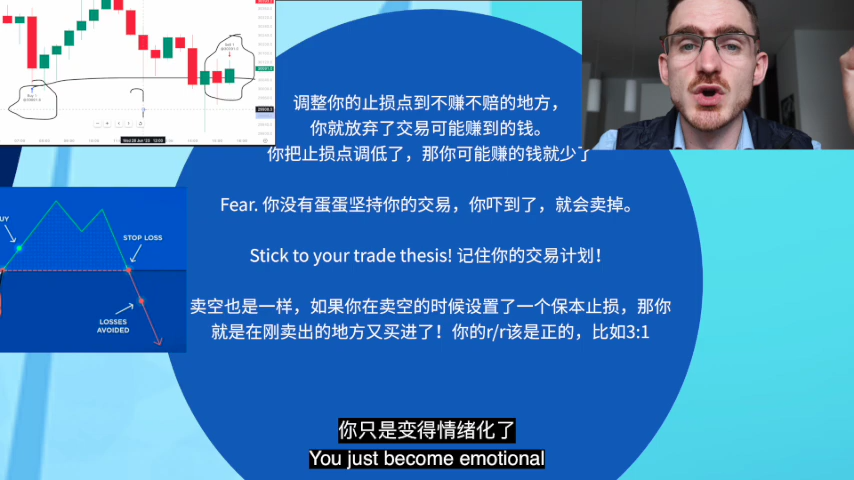 调整你的止损点到不赚不赔的地方，
你就放弃了交易可能赚到的钱。
你把止损点调低了，那你可能赚的钱就少了
Fear. 你没有蛋蛋坚持你的交易，你吓到了，就会卖掉。
Stick to your trade thesis! 记住你的交易计划！
卖空也是一样，如果你在卖空的时候设置了一个保本止损，那你
就是在刚卖出的地方又买进了！你的r/r该是正的，比如3:1
UY
STOP LOSS
LOSSES
AVOIDED
你只是变得情绪化了
You just become emotional